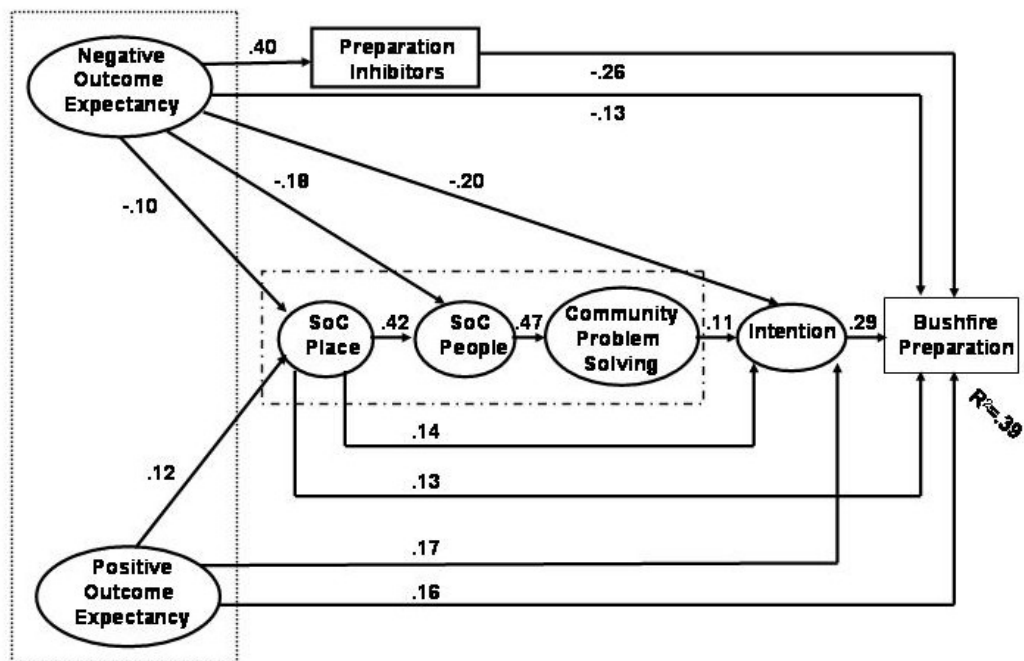 Negative
Outcome
Expectancy
.40
Preparation
Inhibitors
-.26
-.13
-.18
-.20
-.10
SoC
Place
.42
SoC
People
.47
Community
Problem
Solving
.11
Intention
.29
Bushfire
Preparation
R²=.39
.14
.13
.12
.17
.16
Positive
Outcome
Expectancy